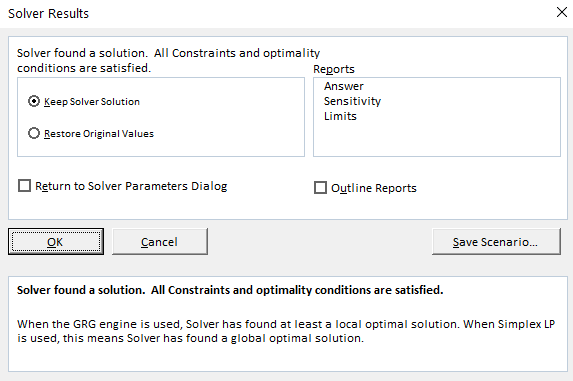 Solver Results
Solver found a solution.  All Constraints and optimality
conditions are satisfied.
Reports
Answer
Sensitivity
Limits
Keep Solver Solution
Restore Original Values
Return to Solver Parameters Dialog
Outline Reports
OK
Cancel
Save Scenario...
Solver found a solution.  All Constraints and optimality conditions are satisfied.
When the GRG engine is used, Solver has found at least a local optimal solution. When Simplex LP
is used, this means Solver has found a global optimal solution.